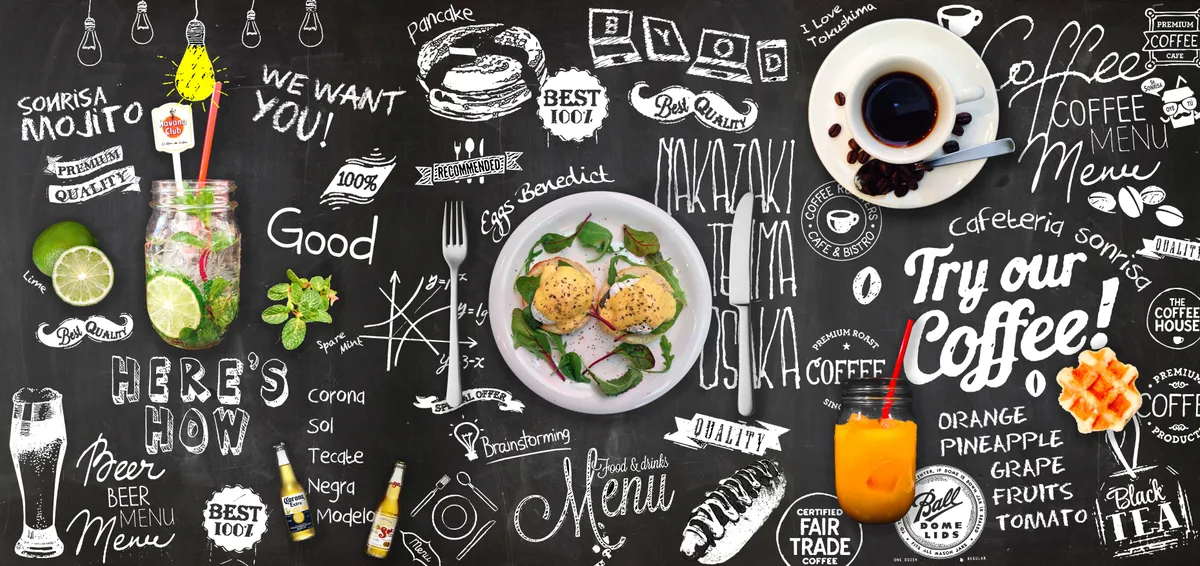 Pancake
B Y O D
I Love
Tokushima
PREMIUM
COFFEE
CAFE
Coffee
COFFEE
MENU
Menu
SONRISA
MOJITO
Havana
Club
WE WANT
YOU!
BEST
100%
Best Quality
PREMIUM
QUALITY
100%
RECOMMENDED
Eggs Benedict
NAKAZAKI
OSAKA
CAFE & BISTRO
Cafeteria sonrisa
QUALITY
Good
Lime
Best Quality
Spare
Mint
Try our
Coffee!
THE
COFFEE
HOUSE
PREMIUM ROAST
COFFEE
HERE'S
HOW
Corona
Sol
Tecate
Negra
Modelo
SPECIAL OFFER
Brainstorming
QUALITY
Food & drinks
Menu
Beer
BEER
MENU
Menu
BEST
100%
Corona
Extra
Sol
Menu
ORANGE
PINEAPPLE
GRAPE
FRUITS
TOMATO
CERTIFIED
FAIR
TRADE
COFFEE
Ball
DOME
LIDS
PREMIUM
COFFEE
Black
TEA